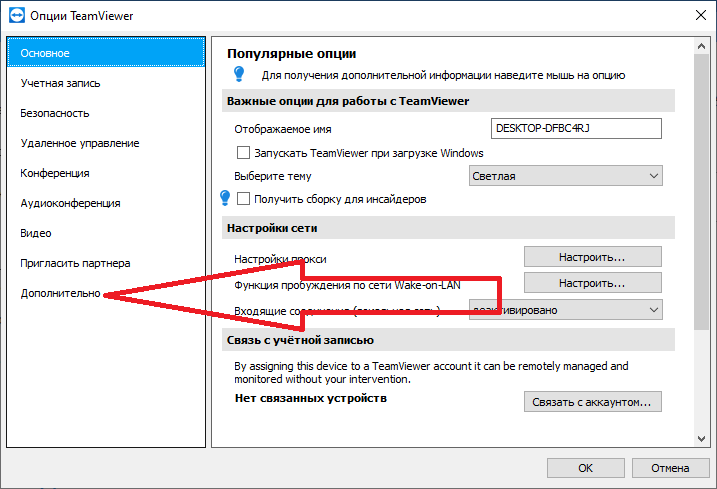 Опции TeamViewer
Основное
Учетная запись
Безопасность
Удаленное управление
Конференция
Аудиоконференция
Видео
Пригласить партнера
Дополнительно
Популярные опции
Для получения дополнительной информации наведите мышь на опцию
Важные опции для работы с TeamViewer
Отображаемое имя
DESKTOP-DFBC4RJ
Запускать TeamViewer при загрузке Windows
Выберите тему
Светлая
Получить сборку для инсайдеров
Настройки сети
Настройки прокси
Настроить...
Функция пробуждения по сети Wake-on-LAN
Настроить...
Входящие соединения (локальная сеть)
деактивировано
Связь с учётной записью
By assigning this device to a TeamViewer account it can be remotely managed and
monitored without your intervention.
Нет связанных устройств
Связать с аккаунтом...
OK
Отмена